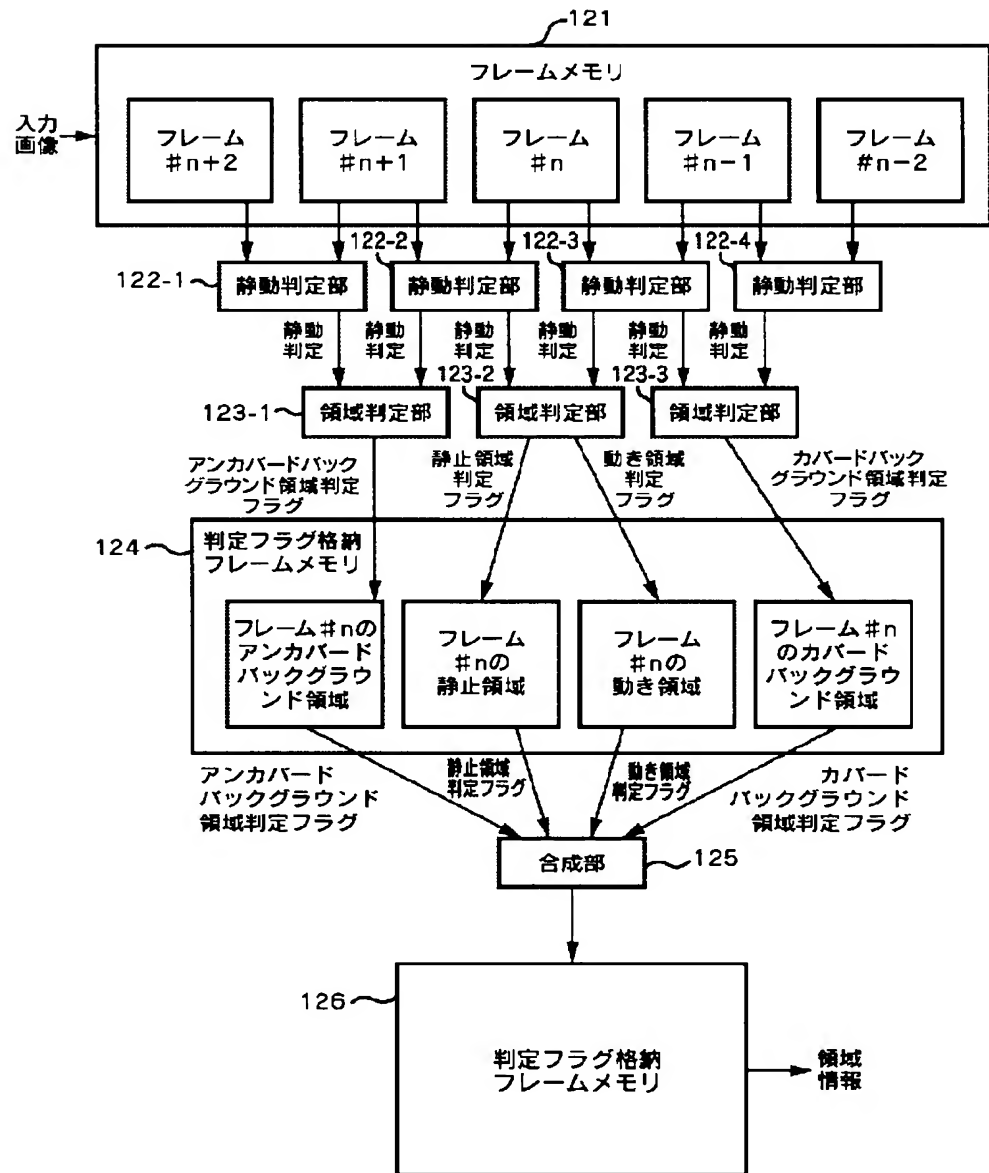 121
フレームメモリ
入力
画像
フレーム
#n+2
フレーム
#n+1
フレーム
#n
フレーム
#n−1
フレーム
#n−2
122-1
122-2
122-3
122-4
静動判定部
静動判定部
静動判定部
静動判定部
静動
判定
静動
判定
静動
判定
静動
判定
静動
判定
静動
判定
123-1
123-2
123-3
領域判定部
領域判定部
領域判定部
アンカバードバック
グラウンド領域判定
フラグ
静止領域
判定
フラグ
動き領域
判定
フラグ
カバードバック
グラウンド領域判定
フラグ
124
判定フラグ格納
フレームメモリ
フレーム#nの
アンカバード
バックグラウ
ンド領域
フレーム
#nの
静止領域
フレーム
#nの
動き領域
フレーム#n
のカバード
バックグラウ
ンド領域
アンカバード
バックグラウンド
領域判定フラグ
静止領域
判定フラグ
動き領域
判定フラグ
カバード
バックグラウンド
領域判定フラグ
合成部
125
126
判定フラグ格納
フレームメモリ
領域
情報